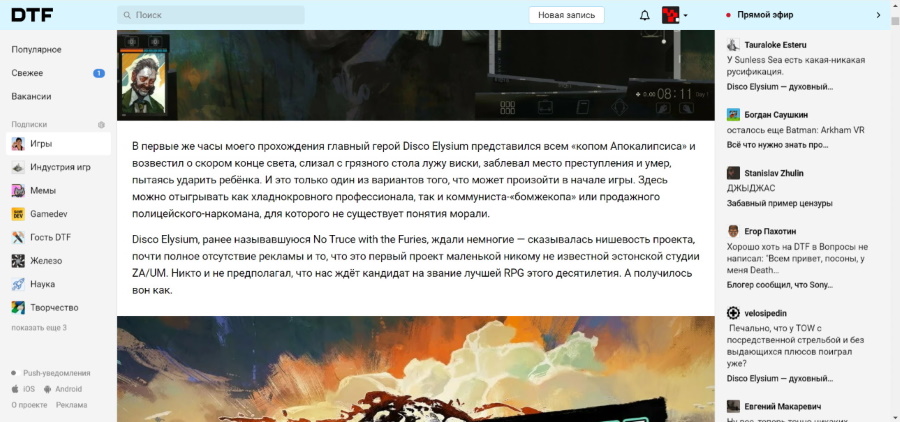 DTF
Поиск
Новая запись
Прямой эфир
Популярное
Свежее
1
Вакансии
Подписки
Игры
Индустрия игр
Мемы
Gamedev
Гость DTF
Железо
Наука
Творчество
показать еще 3
Push-уведомления
iOS
Android
О проекте
Реклама
08:11
Day 1
В первые же часы моего прохождения главный герой Disco Elysium представился всем «копом Апокалипсиса» и
возвестил о скором конце света, слизал с грязного стола лужу виски, заблевал место преступления и умер,
пытаясь ударить ребёнка. И это только один из вариантов того, что может произойти в начале игры. Здесь
можно отыгрывать как хладнокровного профессионала, так и коммуниста-«бомжекопа» или продажного
полицейского-наркомана, для которого не существует понятия морали.
Disco Elysium, ранее называвшуюся No Truce with the Furies, ждали немногие — сказывалась нишевость проекта,
почти полное отсутствие рекламы и то, что это первый проект маленькой никому не известной эстонской студии
ZA/UM. Никто и не предполагал, что нас ждёт кандидат на звание лучшей RPG этого десятилетия. А получилось
вон как.
Tauraloke Esteru
У Sunless Sea есть какая-никакая
русификация.
Disco Elysium — духовный...
Богдан Саушкин
осталось еще Batman: Arkham VR
Всё что нужно знать про...
Stanislav Zhulin
ДЖЫДЖАС
Забавный пример цензуры
Егор Пахотин
Хорошо хоть на DTF в Вопросы не
написал: "Всем привет, посоны, у
меня Death...
Блогер сообщил, что Sony...
velosipedin
Печально, что у TOW с
посредственной стрельбой и без
выдающихся плюсов поиграл
уже?
Disco Elysium — духовный...
Евгений Макаревич
Ну вот, теперь точно никаких